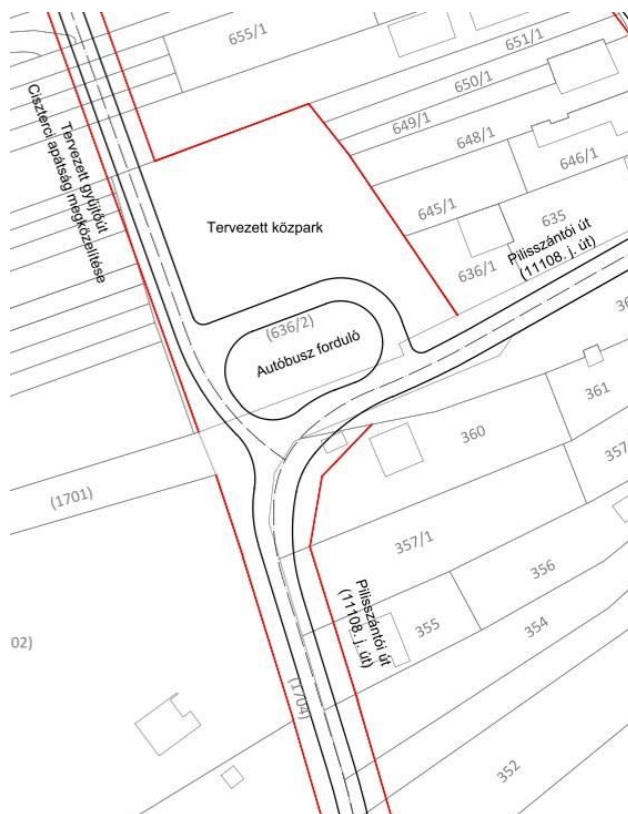 655/1
651/1
650/1
649/1
648/1
646/1
645/1
635
636/1
Tervezett gyűjtőút
Ciszterci apátság megközelítése
Tervezett közpark
Pilisszántói út
(11108. j. út)
(636/2)
Autóbusz forduló
36
361
360
357
(1701)
357/1
356
Pilisszántói út
(11108. j. út)
355
354
02)
(1704)
352